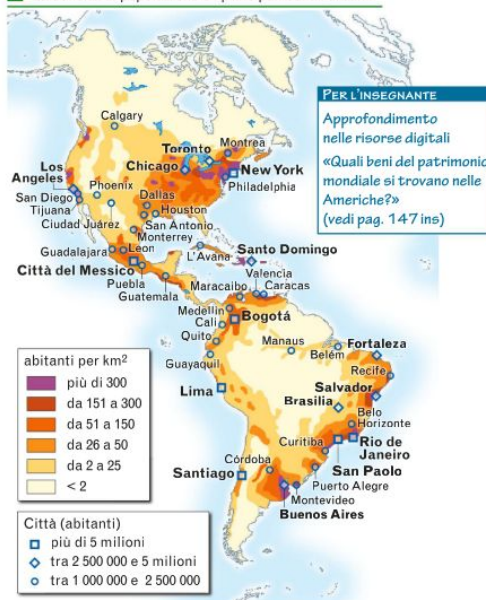 PER L'INSEGNANTE
Approfondimento
nelle risorse digitali
«Quali beni del patrimonio
mondiale si trovano nelle
Americhe?»
(vedi pag. 147 ins)
Calgary
Toronto
Montrea
Chicago
New York
Philadelphia
Los
Angeles
Phoenix
San Diego
Tijuana
Dallas
Houston
Ciudad Juárez
San Antonio
Monterrey
Guadalajara
Leon
L'Avana
Santo Domingo
Città del Messico
Puebla
Guatemala
Valencia
Maracaibo
Caracas
Medellín
Bogotá
Cali
Quito
Manaus
Belém
Fortaleza
Guayaquil
Recife
Lima
Salvador
Brasilia
Belo
Horizonte
Curitiba
Rio de
Janeiro
San Paolo
Córdoba
Santiago
Puerto Alegre
Montevideo
Buenos Aires
abitanti per km²
più di 300
da 151 a 300
da 51 a 150
da 26 a 50
da 2 a 25
< 2
Città (abitanti)
più di 5 milioni
tra 2 500 000 e 5 milioni
tra 1 000 000 e 2 500 000